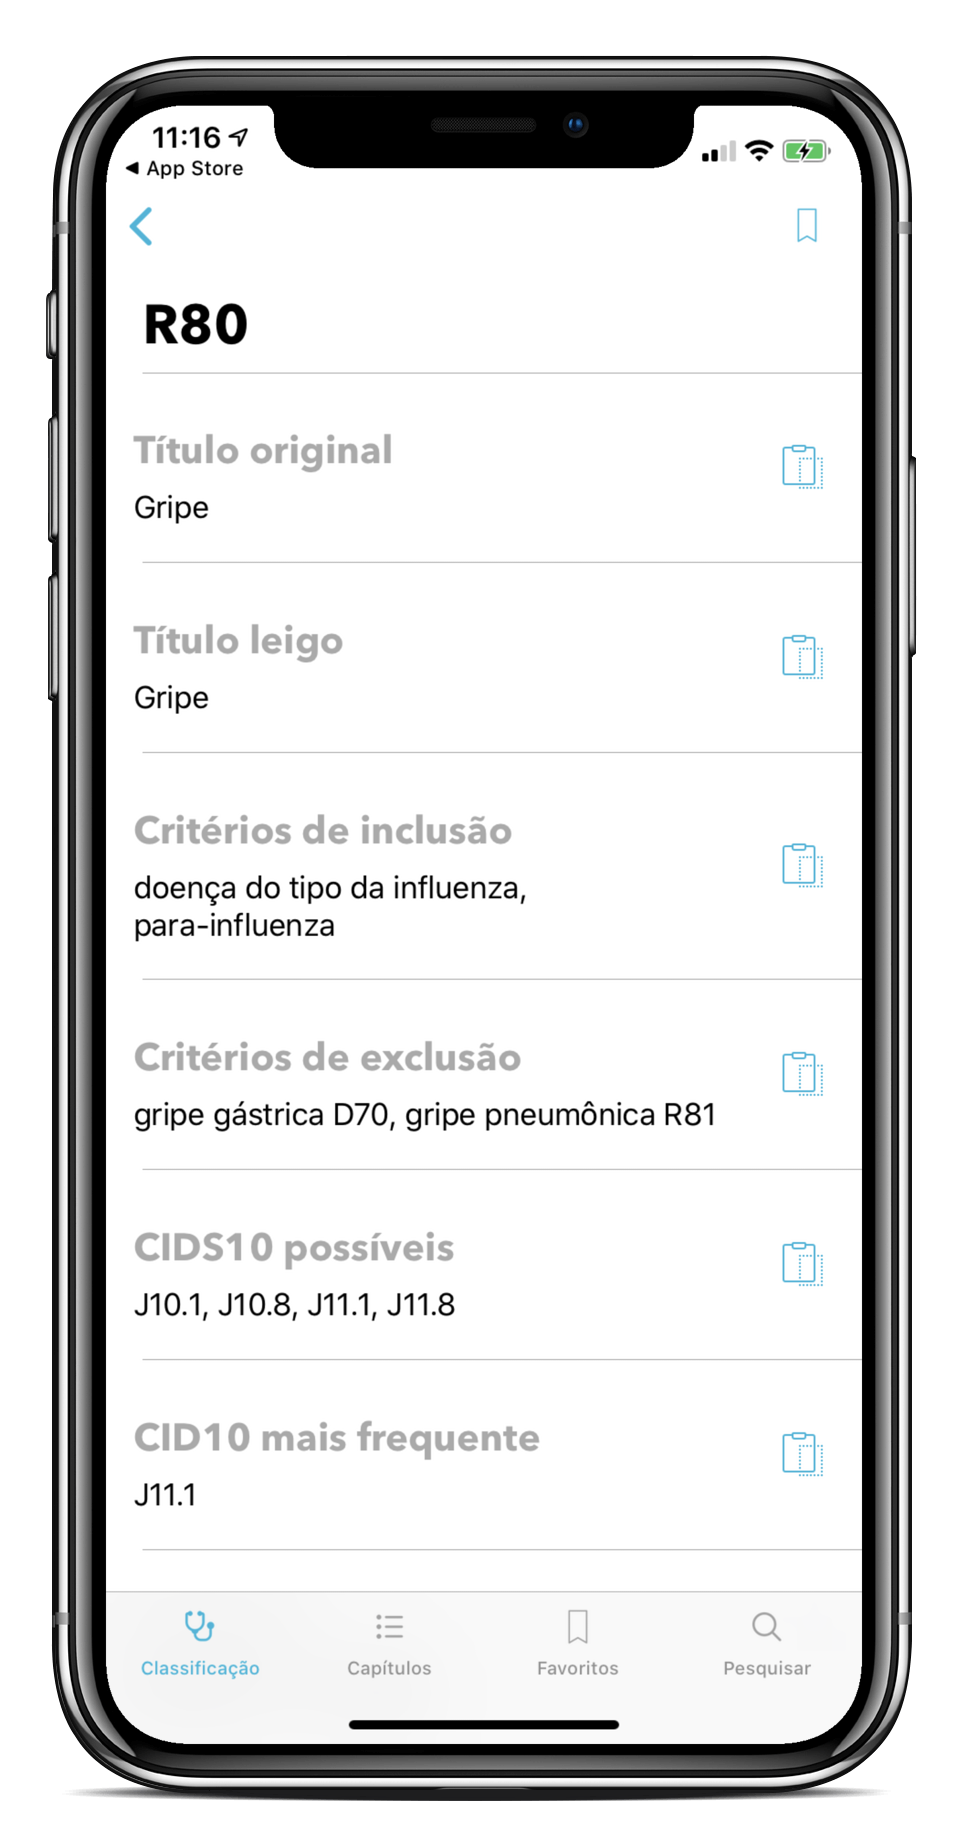 11:16
◀ App Store
R80
Título original
Gripe
Título leigo
Gripe
Critérios de inclusão
doença do tipo da influenza,
para-influenza
Critérios de exclusão
gripe gástrica D70, gripe pneumônica R81
CIDS10 possíveis
J10.1, J10.8, J11.1, J11.8
CID10 mais frequente
J11.1
Classificação
Capítulos
Favoritos
Pesquisar